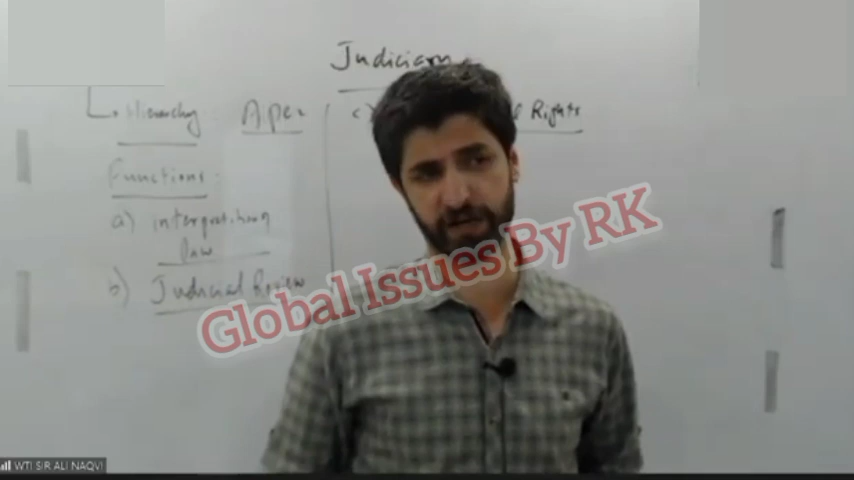 Judiciary
Hierarchy Apex c) Rights
Functions
a) interpretation
law
b) Judicial Review
Global Issues By RK
WTI SIR ALI NAQVI